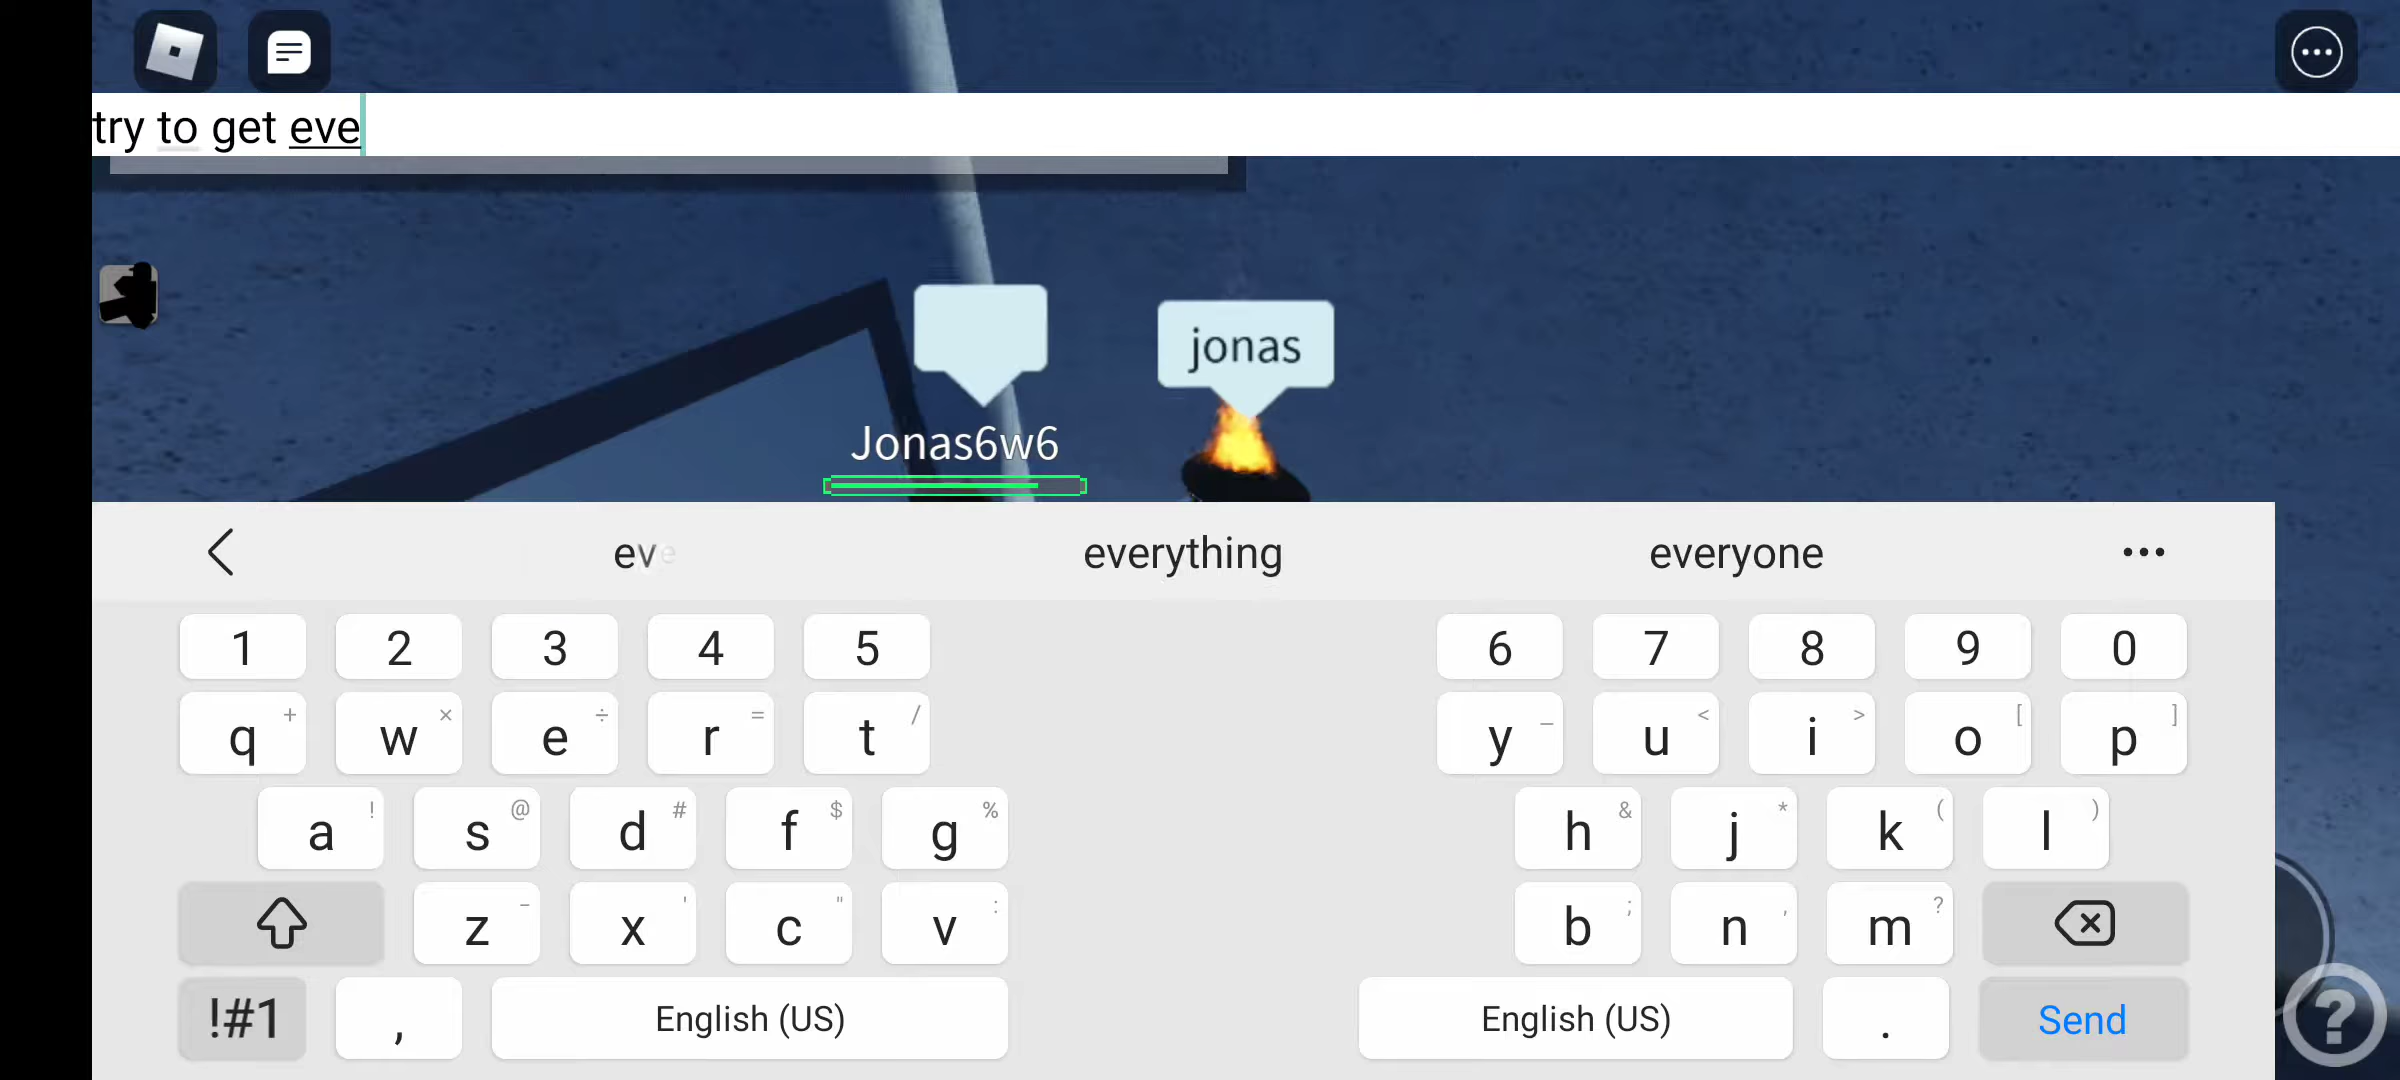 try to get eve
jonas
Jonas6w6
eve everything everyone
1 2 3 4 5 6 7 8 9 0
q + w × e ÷ r = t / y _ u < i > o [ p ]
a ! s @ d # f $ g % h & j * k ( l )
z - x ' c " v : b ; n , m ?
!#1 , English (US) English (US) . Send
?